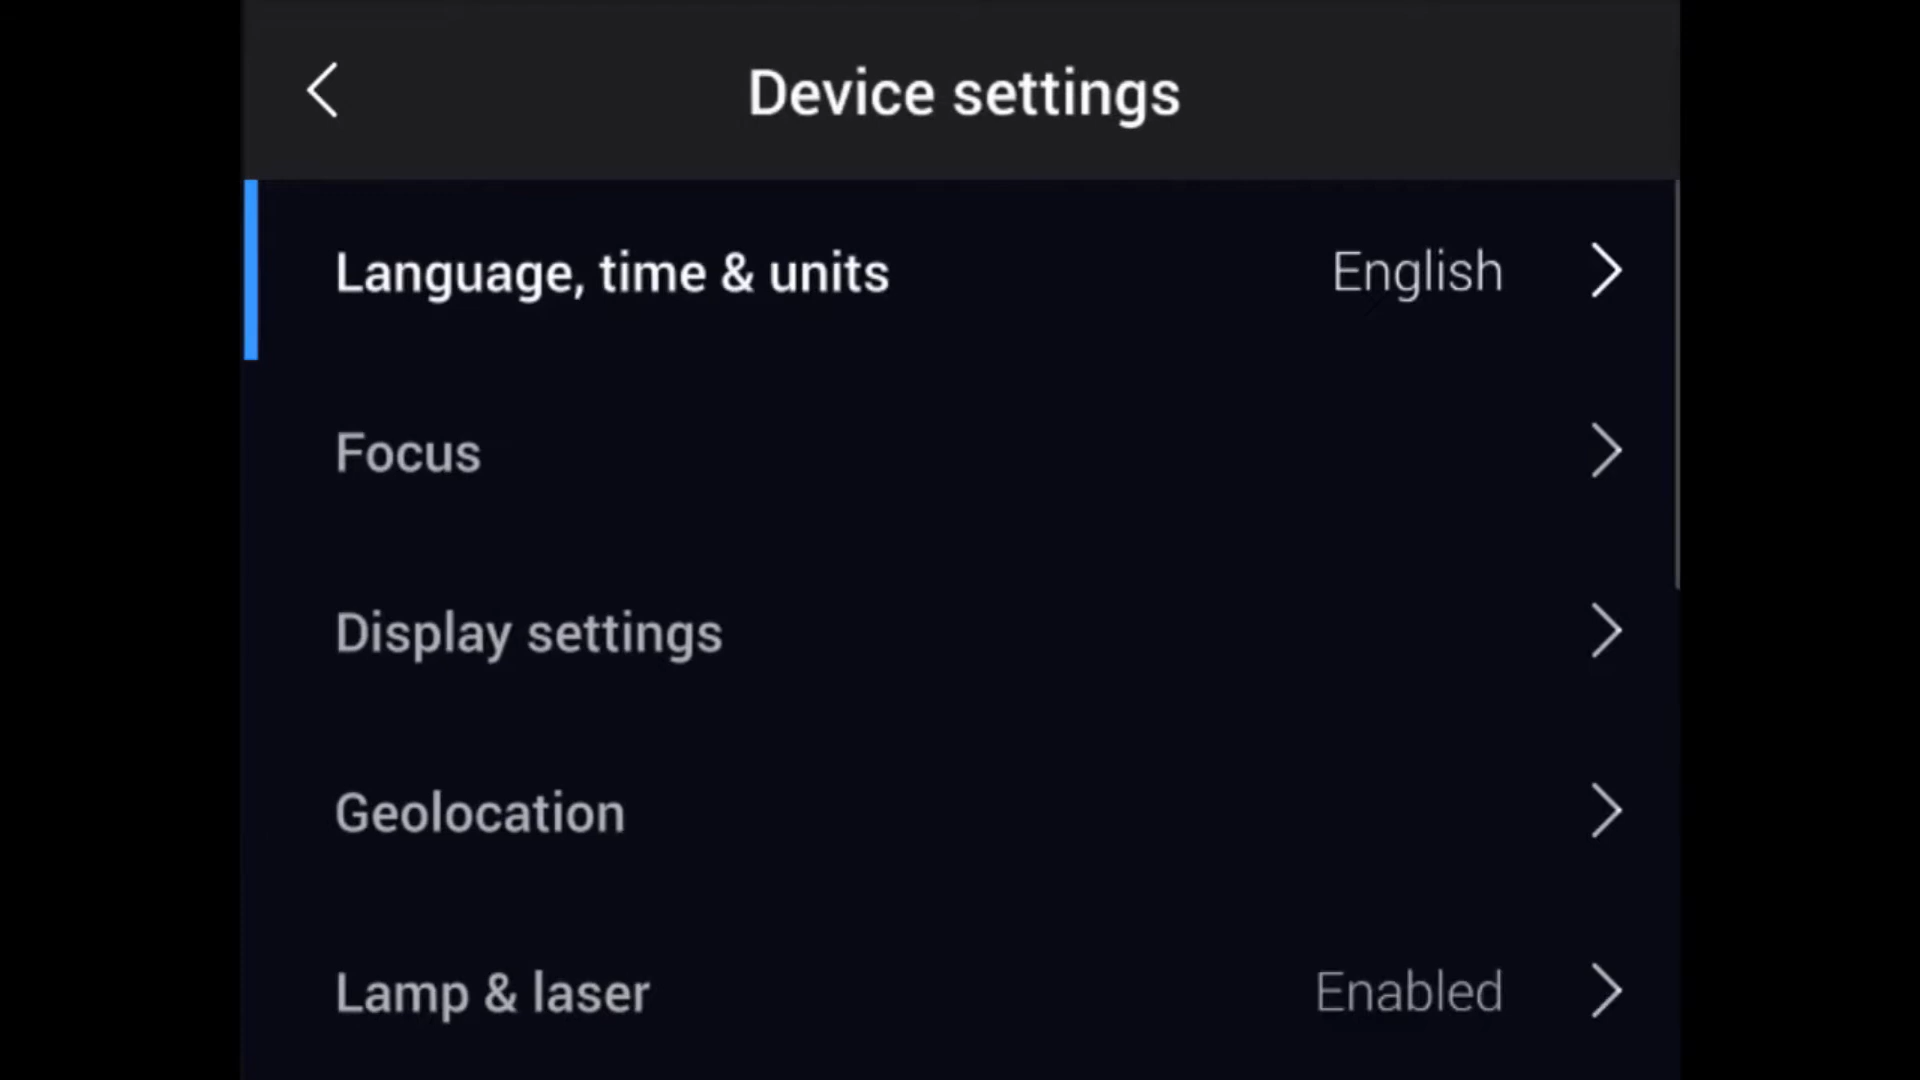 Device settings
Language, time & units English
Focus
Display settings
Geolocation
Lamp & laser Enabled